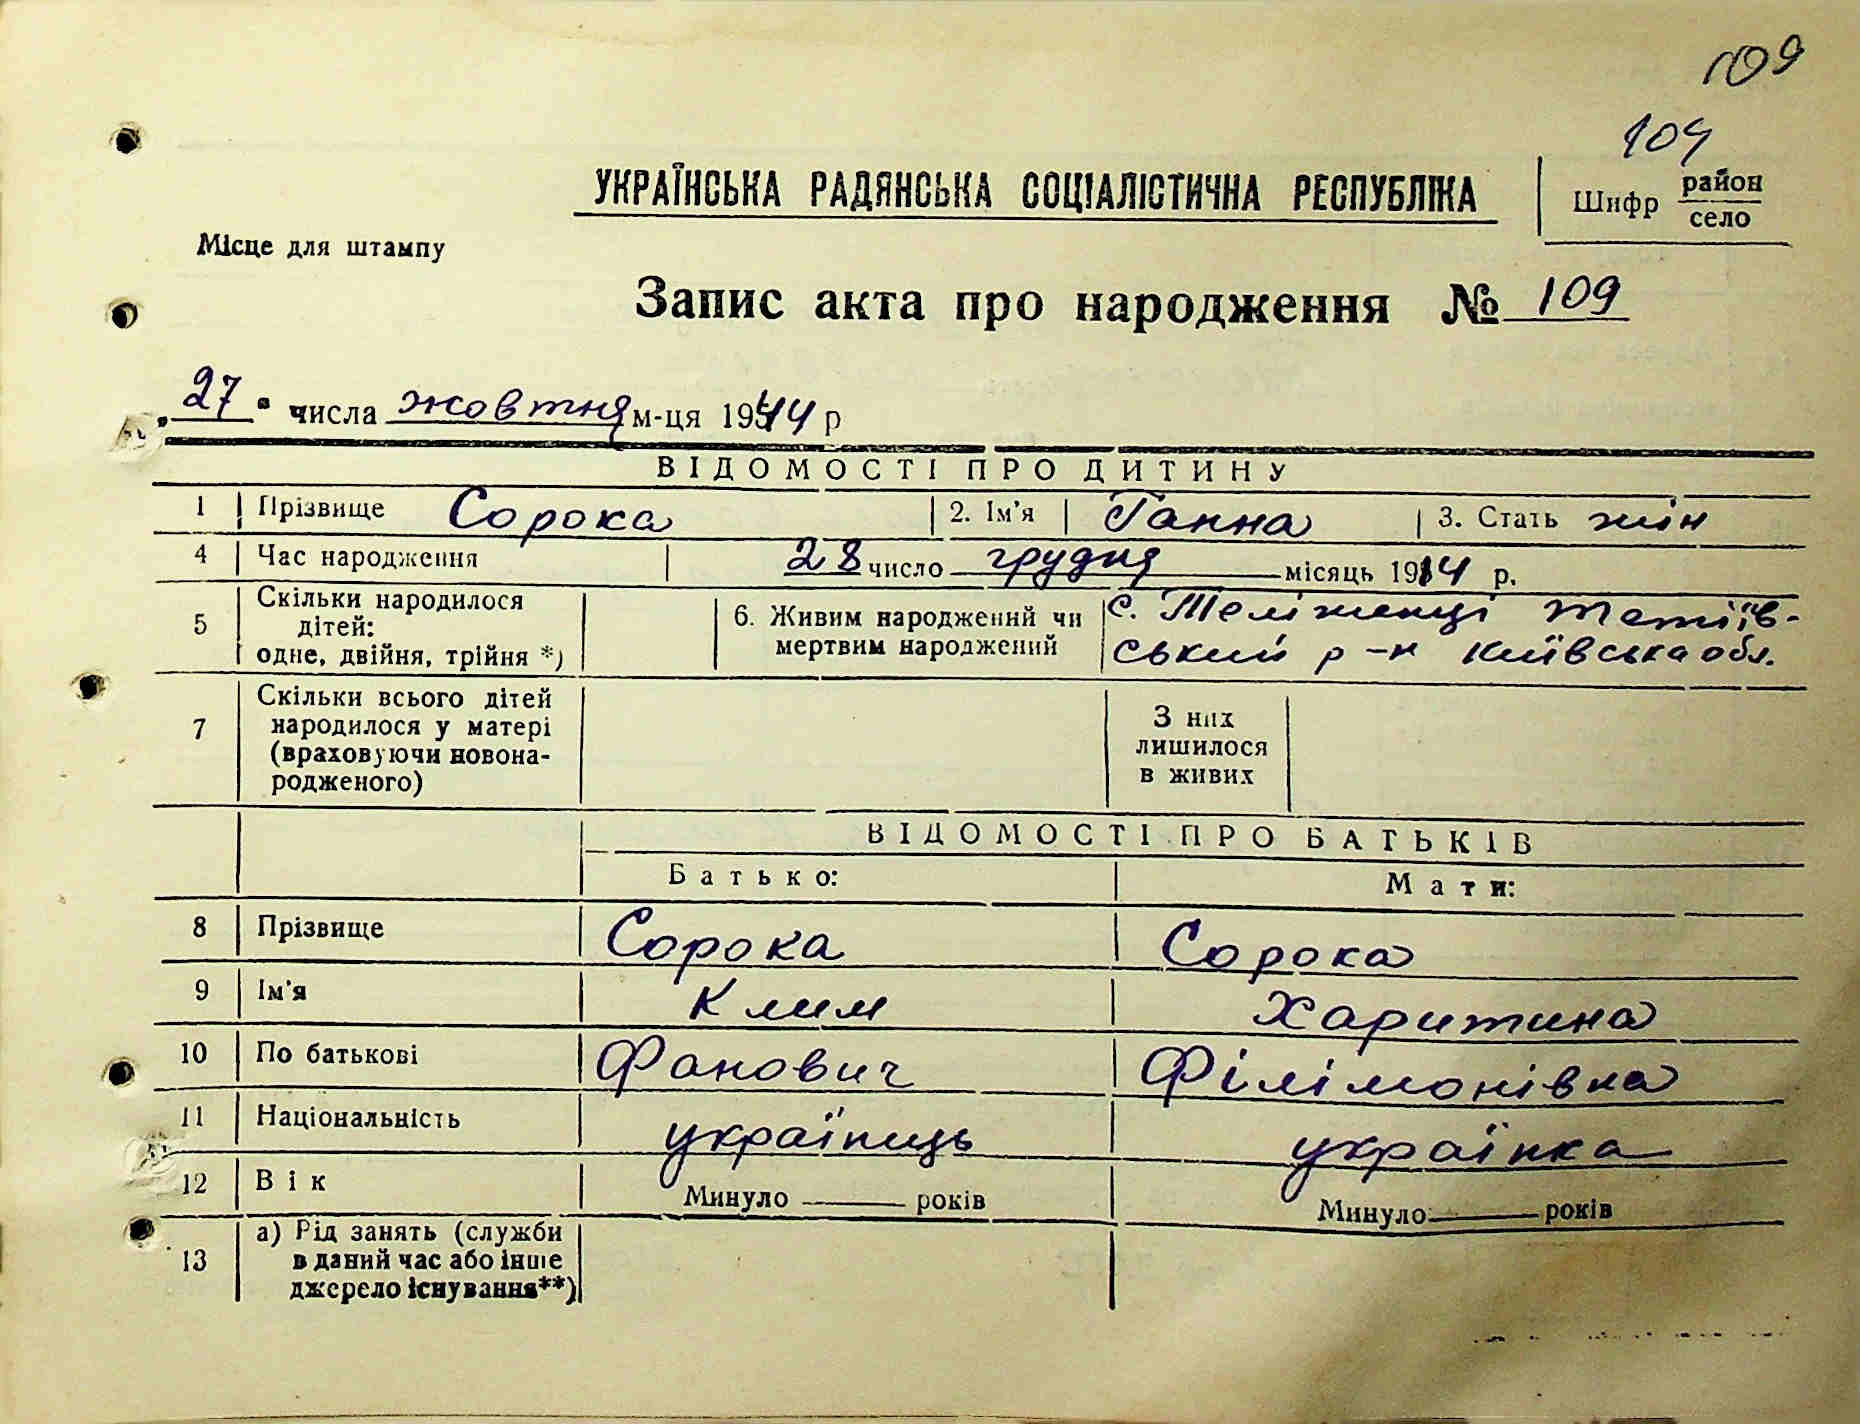 109
104
УКРАЇНСЬКА РАДЯНСЬКА СОЦІАЛІСТИЧНА РЕСПУБЛІКА
Шифр район
село
Місце для штампу
Запис акта про народження № 109
„27" числа жовтня м-ця 1944 р
ВІДОМОСТІ ПРО ДИТИНУ
1 Прізвище Сорока 2. Ім'я Ганна 3. Стать жін
4 Час народження 28 число грудня місяць 1914 р.
5 Скільки народилося
дітей:
одне, двійня, трійня *)
6. Живим народжений чи
мертвим народжений
с. Теліженці Тетіїв-
ський р-н Київська обл.
7 Скільки всього дітей
народилося у матері
(враховуючи новона-
родженого)
З них
лишилося
в живих
ВІДОМОСТІ ПРО БАТЬКІВ
Батько: Мати:
8 Прізвище Сорока Сорока
9 Ім'я Клим Харитина
10 По батькові Фанович Філімонівна
11 Національність українць українка
12 Вік Минуло — років Минуло — років
13 а) Рід занять (служби
в даний час або інше
джерело існування**)